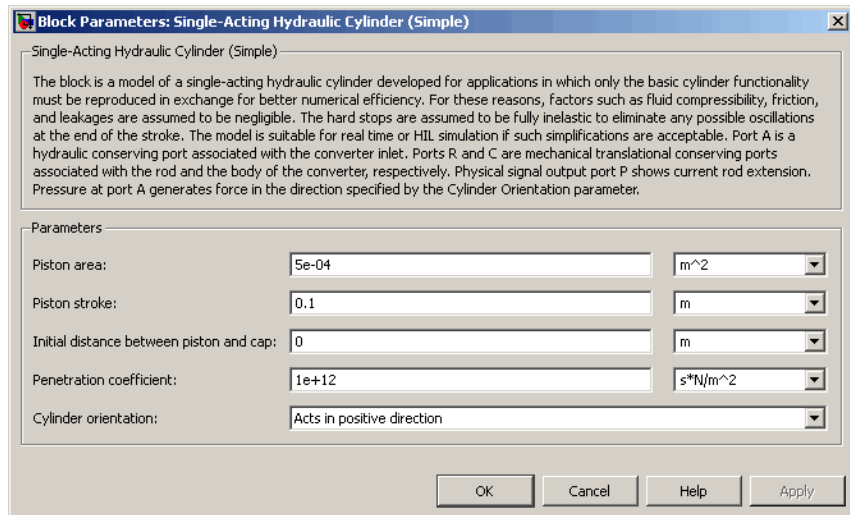 Block Parameters: Single-Acting Hydraulic Cylinder (Simple)
Single-Acting Hydraulic Cylinder (Simple)
The block is a model of a single-acting hydraulic cylinder developed for applications in which only the basic cylinder functionality
must be reproduced in exchange for better numerical efficiency. For these reasons, factors such as fluid compressibility, friction,
and leakages are assumed to be negligible. The hard stops are assumed to be fully inelastic to eliminate any possible oscillations
at the end of the stroke. The model is suitable for real time or HIL simulation if such simplifications are acceptable. Port A is a
hydraulic conserving port associated with the converter inlet. Ports R and C are mechanical translational conserving ports
associated with the rod and the body of the converter, respectively. Physical signal output port P shows current rod extension.
Pressure at port A generates force in the direction specified by the Cylinder Orientation parameter.
Parameters
Piston area: 5e-04 m^2
Piston stroke: 0.1 m
Initial distance between piston and cap: 0 m
Penetration coefficient: 1e+12 s*N/m^2
Cylinder orientation: Acts in positive direction
OK Cancel Help Apply